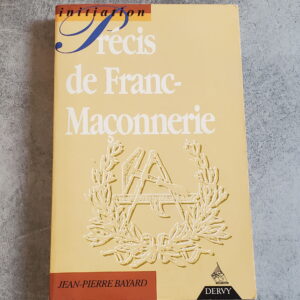 initiation
Précis
de Franc-
Maçonnerie
JEAN-PIERRE BAYARD
DERVY